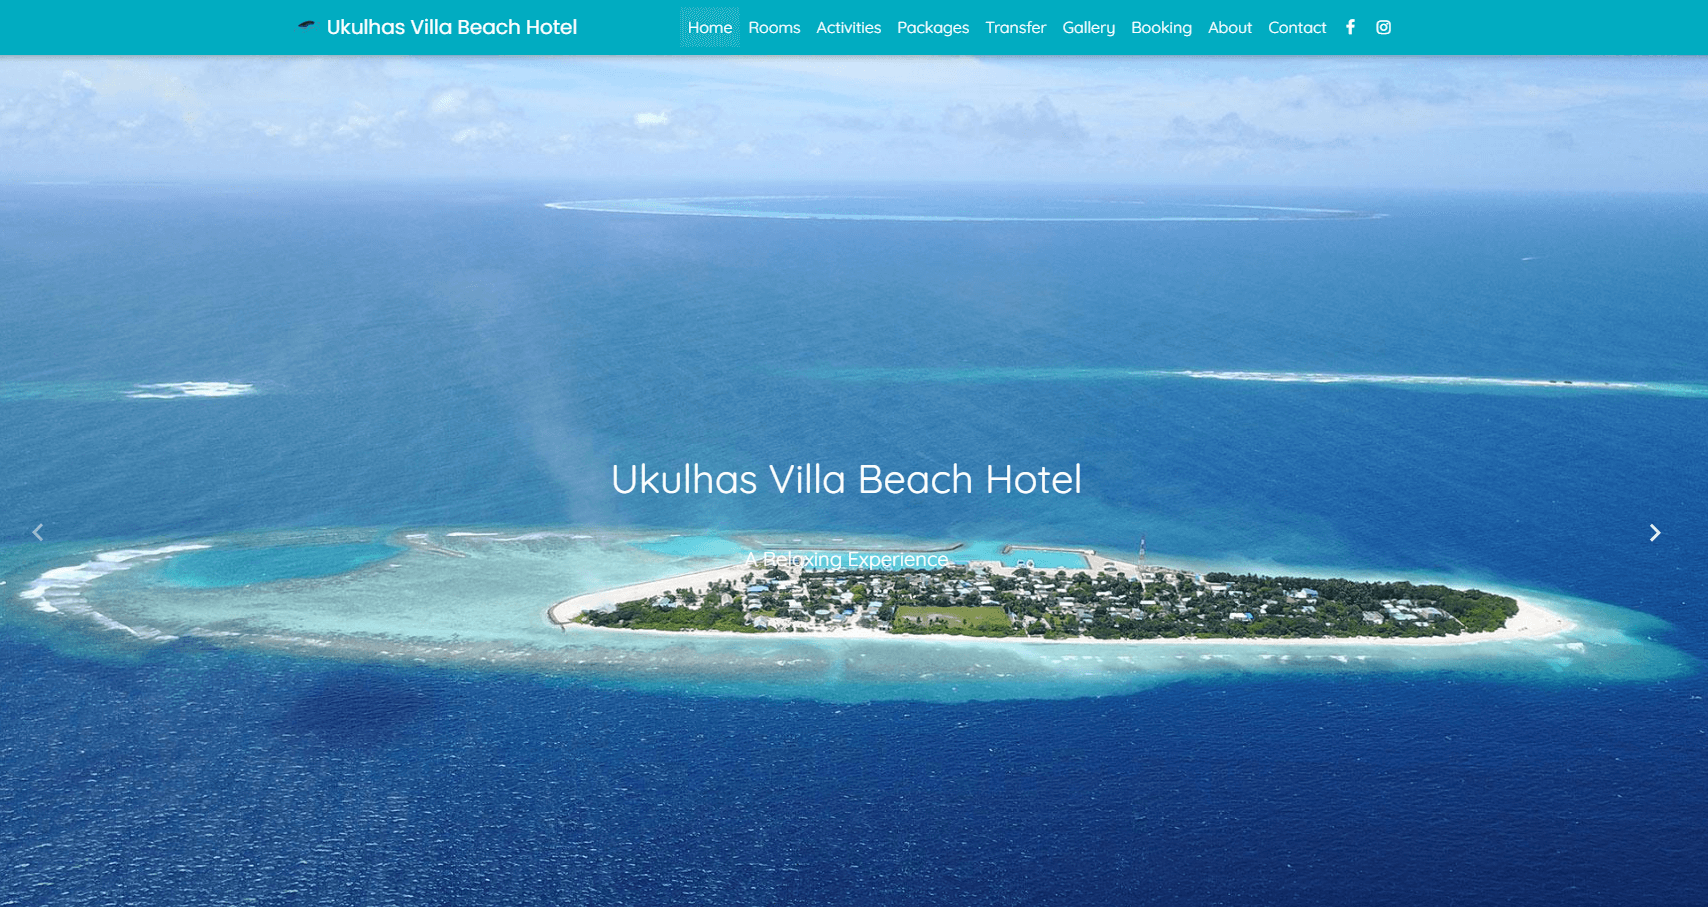 Ukulhas Villa Beach Hotel
Home Rooms Activities Packages Transfer Gallery Booking About Contact
Ukulhas Villa Beach Hotel
A Relaxing Experience